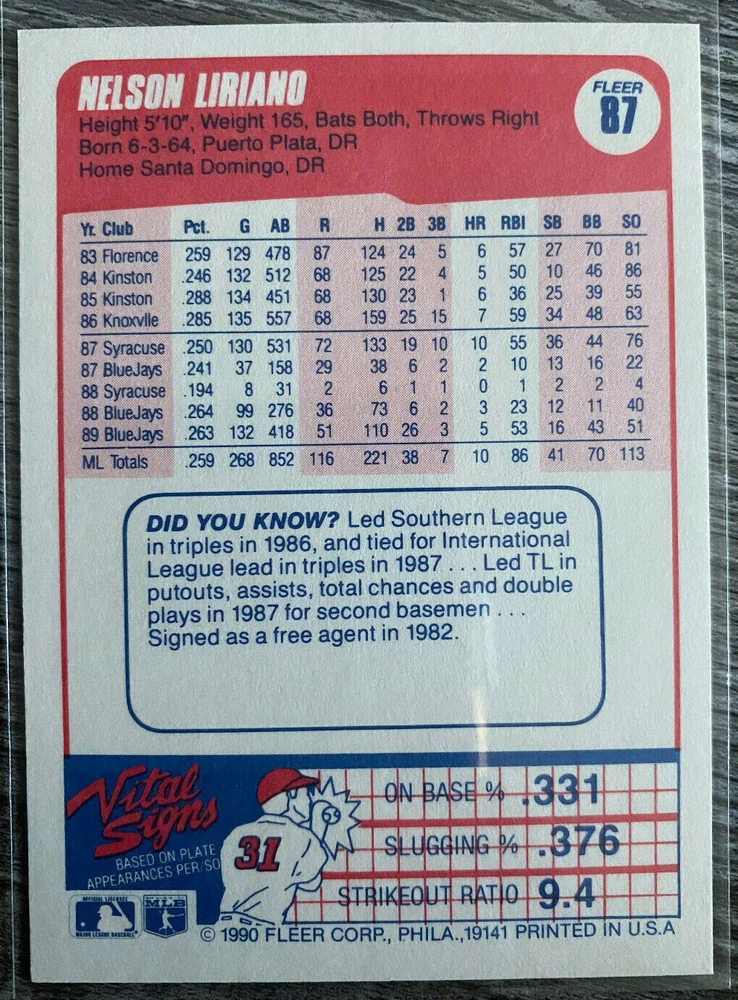 NELSON LIRIANO
FLEER
87
Height 5'10", Weight 165, Bats Both, Throws Right
Born 6-3-64, Puerto Plata, DR
Home Santa Domingo, DR
Yr. Club Pct. G AB R H 2B 3B HR RBI SB BB SO
83 Florence 259 129 478 87 124 24 5 6 57 27 70 81
84 Kinston .246 132 512 68 125 22 4 5 50 10 46 86
85 Kinston .288 134 451 68 130 23 1 6 36 25 39 55
86 Knoxvlle .285 135 557 68 159 25 15 7 59 34 48 63
87 Syracuse .250 130 531 72 133 19 10 10 55 36 44 76
87 BlueJays .241 37 158 29 38 6 2 2 10 13 16 22
88 Syracuse .194 8 31 2 6 1 1 0 1 2 2 4
88 BlueJays .264 99 276 36 73 6 2 3 23 12 11 40
89 BlueJays .263 132 418 51 110 26 3 5 53 16 43 51
ML Totals .259 268 852 116 221 38 7 10 86 41 70 113
DID YOU KNOW? Led Southern League
in triples in 1986, and tied for International
League lead in triples in 1987 . . . Led TL in
putouts, assists, total chances and double
plays in 1987 for second basemen . . .
Signed as a free agent in 1982.
Vital
Signs
BASED ON PLATE
APPEARANCES PER/SO
31
ON BASE % .331
SLUGGING % .376
STRIKEOUT RATIO 9.4
OFFICIAL LICENSEE
MAJOR LEAGUE BASEBALL
MLB
© 1990 FLEER CORP., PHILA.,19141 PRINTED IN U.S.A